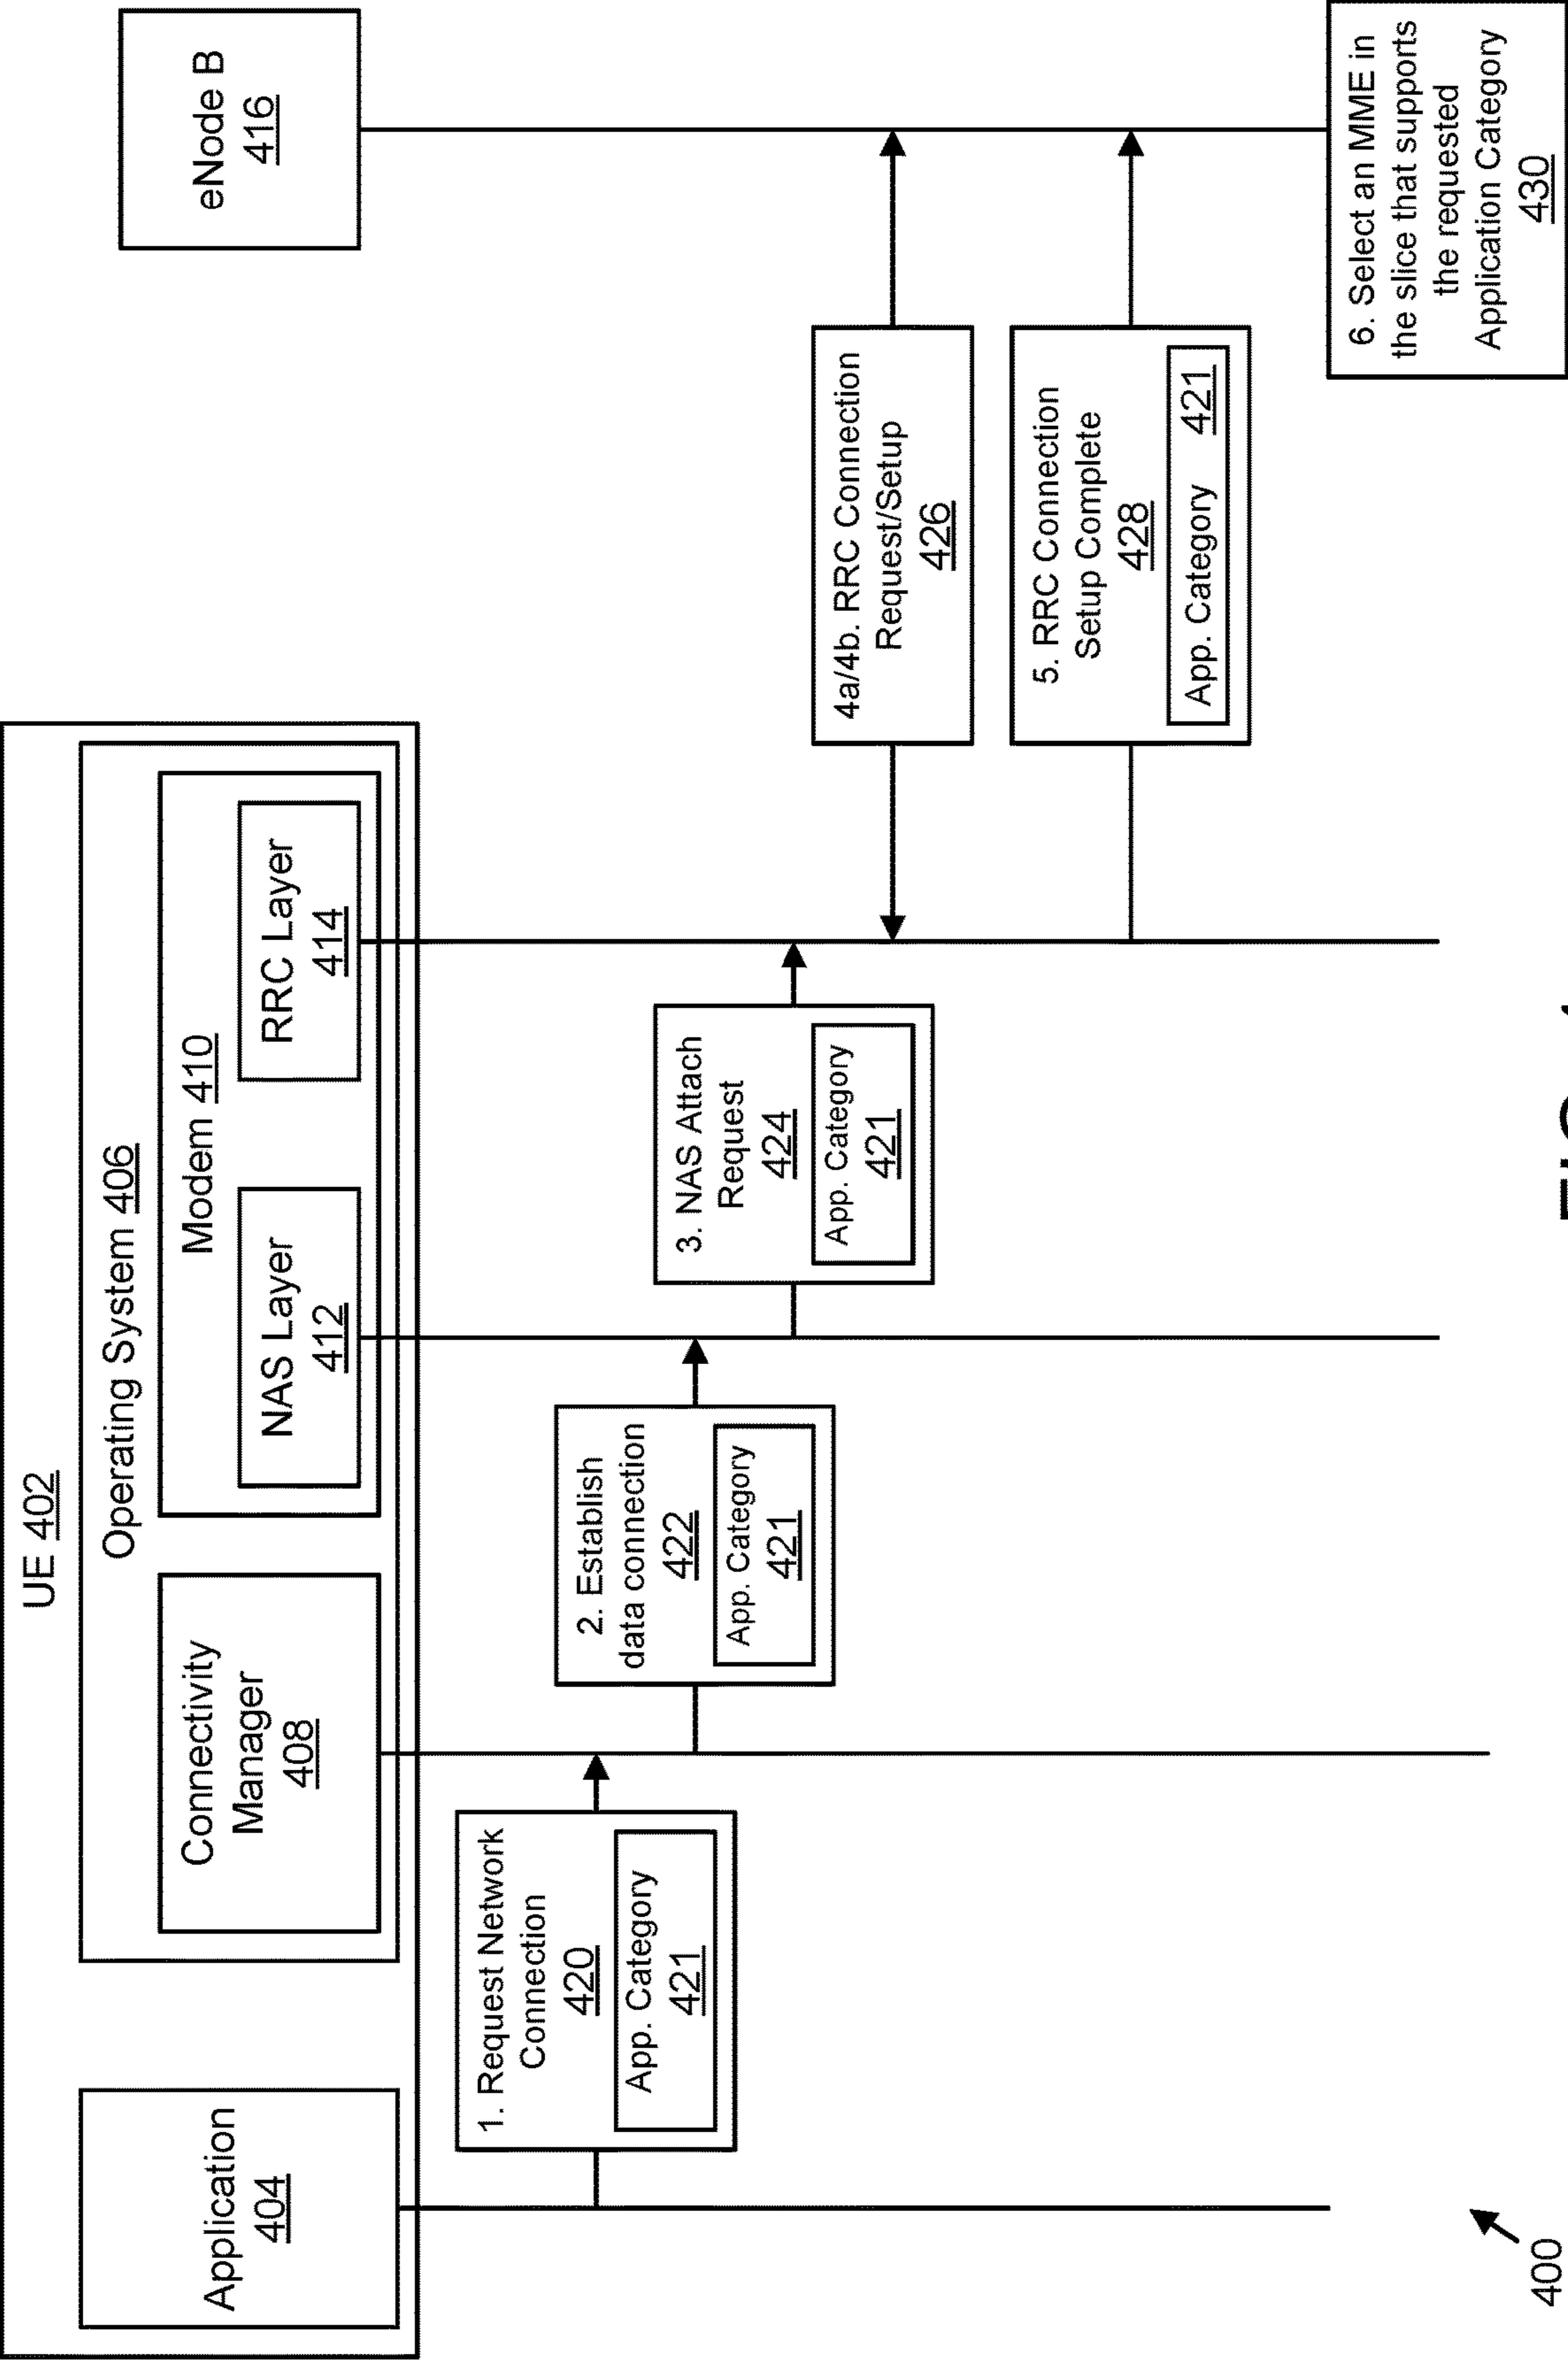 UE 402
Application
404
Operating System 406
Connectivity
Manager
408
Modem 410
NAS Layer
412
RRC Layer
414
eNode B
416
1. Request Network
Connection
420
App. Category
421
2. Establish
data connection
422
App. Category
421
3. NAS Attach
Request
424
App. Category
421
4a/4b. RRC Connection
Request/Setup
426
5. RRC Connection
Setup Complete
428
App. Category 421
6. Select an MME in
the slice that supports
the requested
Application Category
430
400